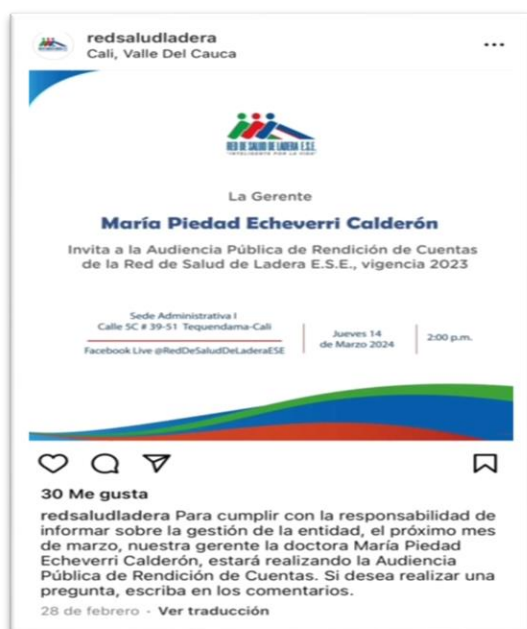 redsaludladera
Cali, Valle Del Cauca
RED DE SALUD DE LADERA E.S.E.
"INTELIGENTE POR LA VIDA"
La Gerente
María Piedad Echeverri Calderón
Invita a la Audiencia Pública de Rendición de Cuentas
de la Red de Salud de Ladera E.S.E., vigencia 2023
Sede Administrativa I
Calle 5C # 39-51 Tequendama-Cali
Facebook Live @RedDeSaludDeLaderaESE
Jueves 14
de Marzo 2024
2:00 p.m.
30 Me gusta
redsaludladera Para cumplir con la responsabilidad de
informar sobre la gestión de la entidad, el próximo mes
de marzo, nuestra gerente la doctora María Piedad
Echeverri Calderón, estará realizando la Audiencia
Pública de Rendición de Cuentas. Si desea realizar una
pregunta, escriba en los comentarios.
28 de febrero · Ver traducción